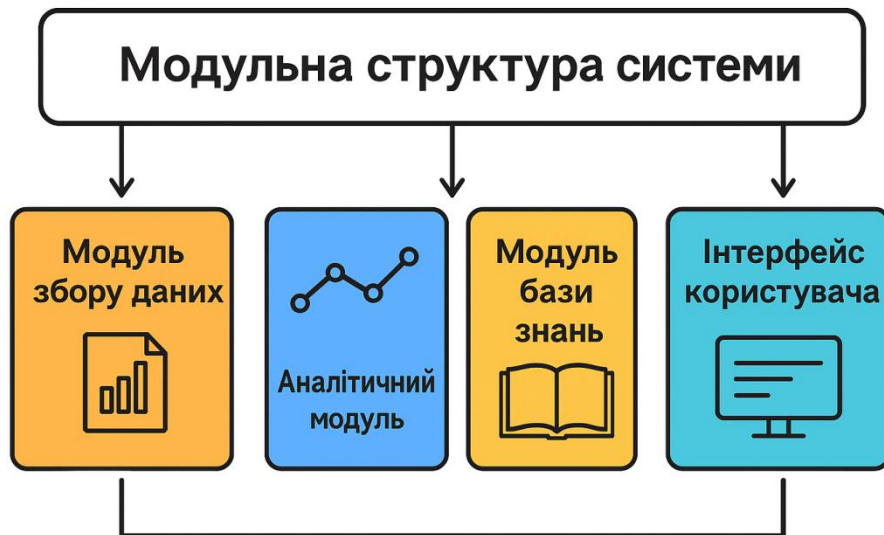 Модульна структура системи
Модуль
збору даних
Аналітичний
модуль
Модуль
бази
знань
Інтерфейс
користувача